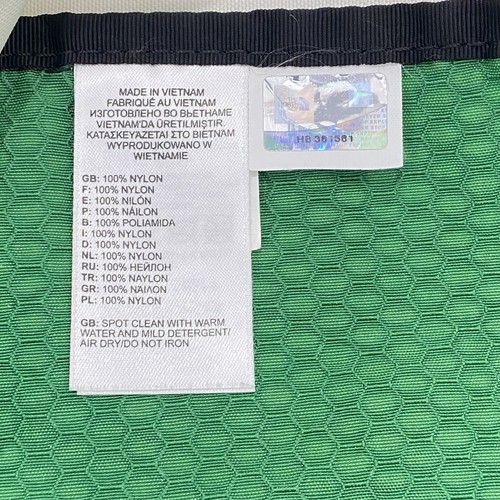 MADE IN VIETNAM
FABRIQUÉ AU VIETNAM
ИЗГОТОВЛЕНО ВО ВЬЕТНАМЕ
VIETNAM'DA ÜRETİLMİŞTİR.
ΚΑΤΑΣΚΕΥΑΖΕΤΑΙ ΣΤΟ ΒΙΕΤΝΑΜ
WYPRODUKOWANO W
WIETNAMIE
GB: 100% NYLON
F: 100% NYLON
E: 100% NILÓN
P: 100% NÁILON
B: 100% POLIAMIDA
I: 100% NYLON
D: 100% NYLON
NL: 100% NYLON
RU: 100% НЕЙЛОН
TR: 100% NAYLON
GR: 100% ΝΑΪΛΟΝ
PL: 100% NYLON
GB: SPOT CLEAN WITH WARM
WATER AND MILD DETERGENT/
AIR DRY/DO NOT IRON
HB 361581